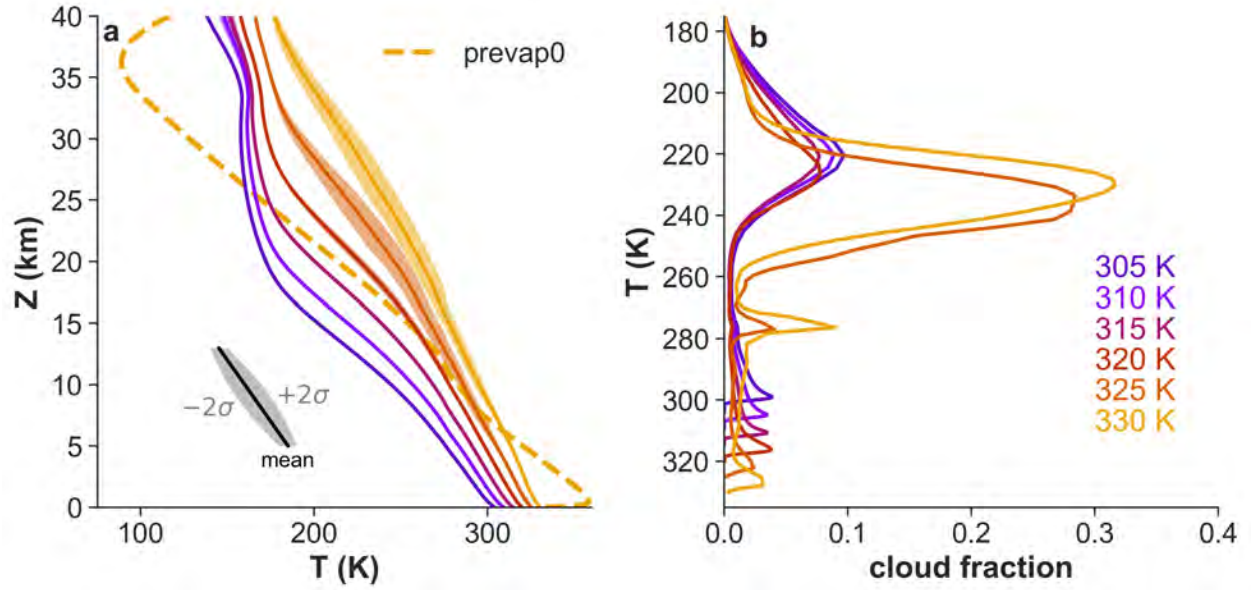 a
prevap0
Z (km)
40
35
30
25
20
15
10
5
0
−2σ
+2σ
mean
100
200
300
T (K)
b
T (K)
180
200
220
240
260
280
300
320
305 K
310 K
315 K
320 K
325 K
330 K
0.0
0.1
0.2
0.3
0.4
cloud fraction